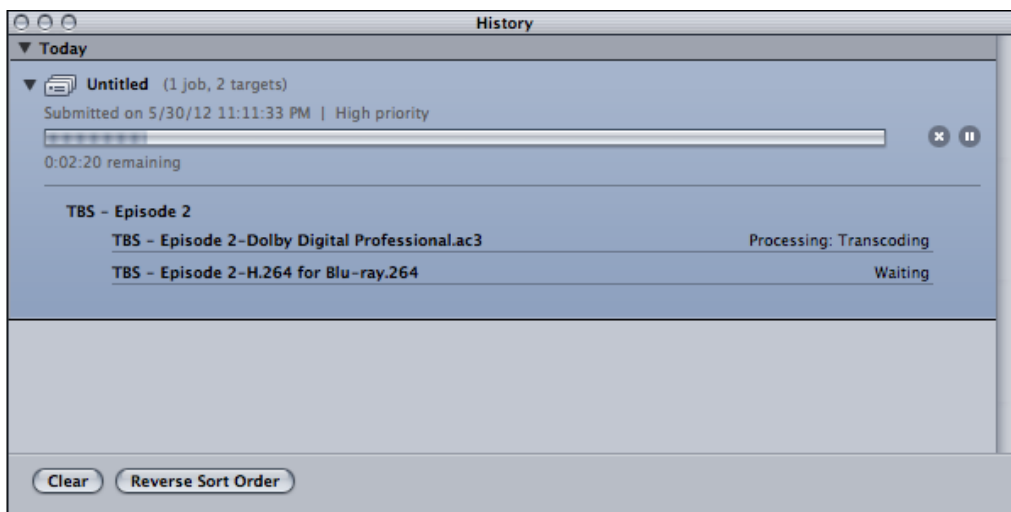 History
Today
Untitled (1 job, 2 targets)
Submitted on 5/30/12 11:11:33 PM | High priority
0:02:20 remaining
TBS - Episode 2
TBS - Episode 2-Dolby Digital Professional.ac3 Processing: Transcoding
TBS - Episode 2-H.264 for Blu-ray.264 Waiting
Clear Reverse Sort Order